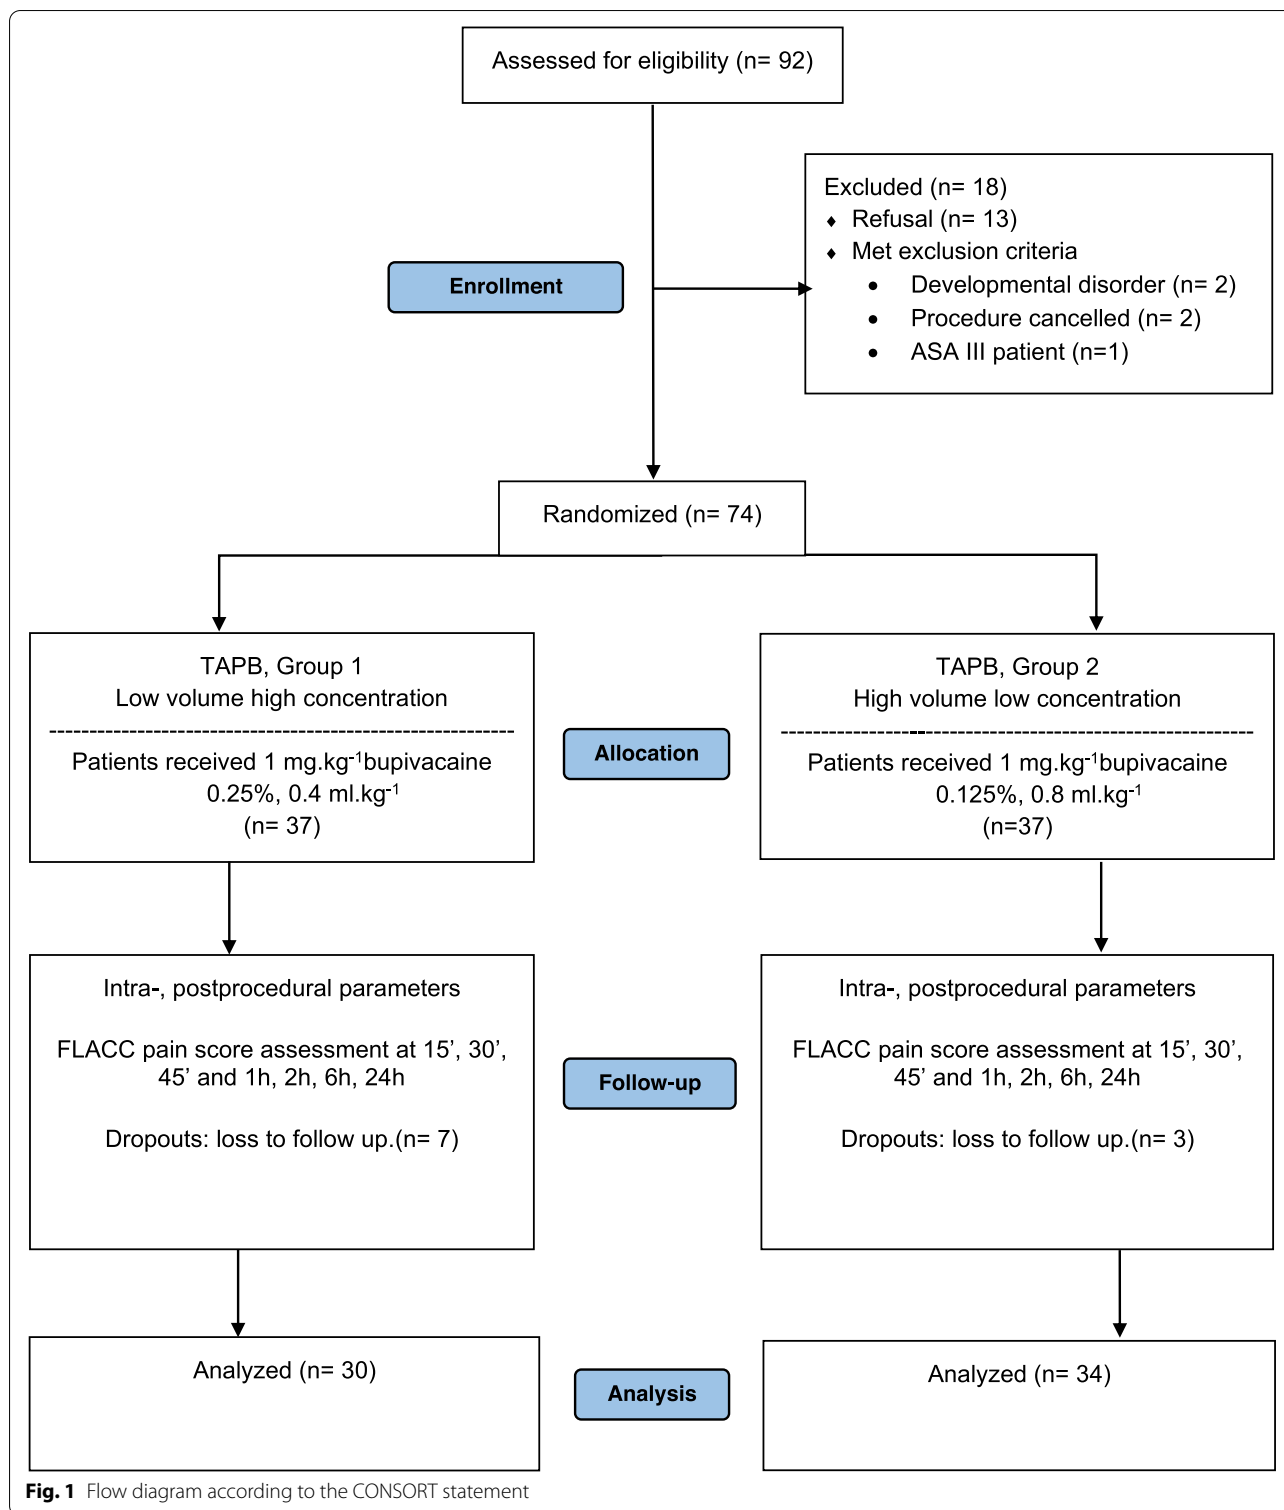 Assessed for eligibility (n= 92)
Excluded (n= 18)
♦ Refusal (n= 13)
♦ Met exclusion criteria
• Developmental disorder (n= 2)
• Procedure cancelled (n= 2)
• ASA III patient (n=1)
Enrollment
Randomized (n= 74)
TAPB, Group 1
Low volume high concentration
----------------------------------------------------------
Patients received 1 mg.kg⁻¹bupivacaine
0.25%, 0.4 ml.kg⁻¹
(n= 37)
Allocation
TAPB, Group 2
High volume low concentration
----------------------------------------------------------
Patients received 1 mg.kg⁻¹bupivacaine
0.125%, 0.8 ml.kg⁻¹
(n=37)
Intra-, postprocedural parameters
FLACC pain score assessment at 15’, 30’,
45’ and 1h, 2h, 6h, 24h
Dropouts: loss to follow up.(n= 7)
Follow-up
Intra-, postprocedural parameters
FLACC pain score assessment at 15’, 30’,
45’ and 1h, 2h, 6h, 24h
Dropouts: loss to follow up.(n= 3)
Analyzed (n= 30)
Analysis
Analyzed (n= 34)
Fig. 1 Flow diagram according to the CONSORT statement